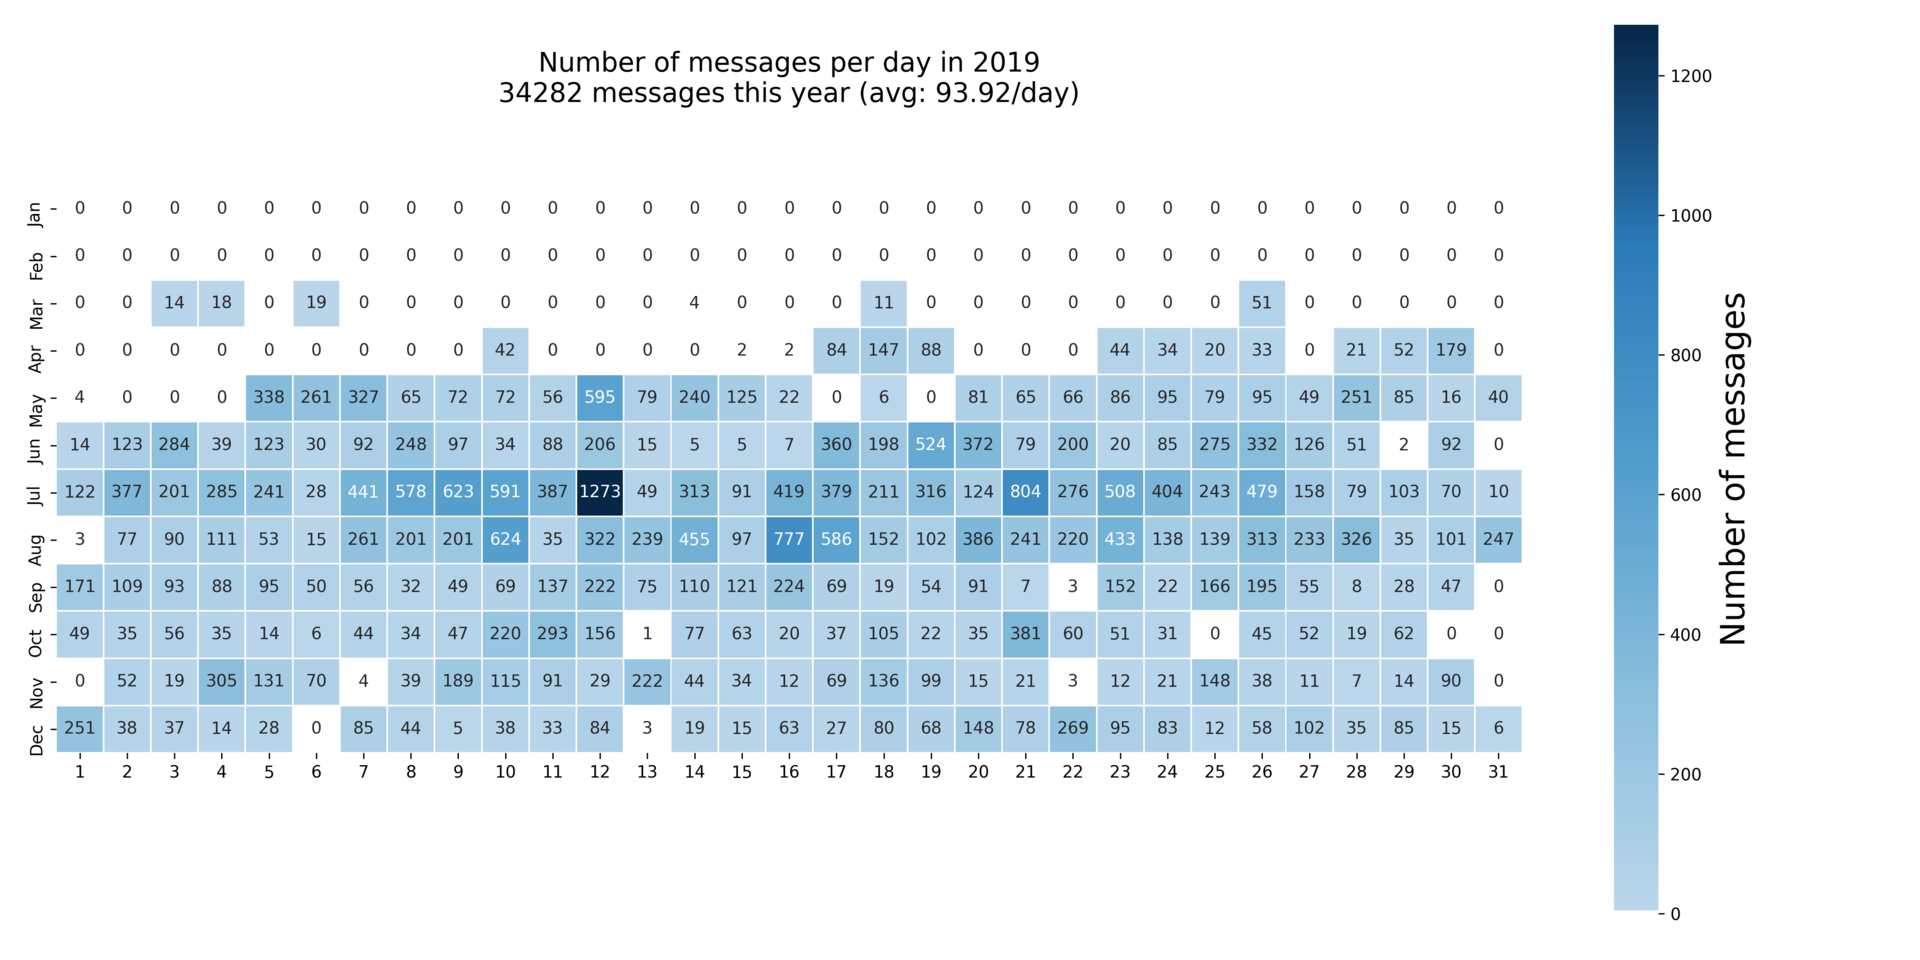 Number of messages per day in 2019
34282 messages this year (avg: 93.92/day)
Jan 0 0 0 0 0 0 0 0 0 0 0 0 0 0 0 0 0 0 0 0 0 0 0 0 0 0 0 0 0 0 0
Feb 0 0 0 0 0 0 0 0 0 0 0 0 0 0 0 0 0 0 0 0 0 0 0 0 0 0 0 0 0 0 0
Mar 0 0 14 18 0 19 0 0 0 0 0 0 0 4 0 0 0 11 0 0 0 0 0 0 0 51 0 0 0 0 0
Apr 0 0 0 0 0 0 0 0 0 42 0 0 0 0 2 2 84 147 88 0 0 0 44 34 20 33 0 21 52 179 0
May 4 0 0 0 338 261 327 65 72 72 56 595 79 240 125 22 0 6 0 81 65 66 86 95 79 95 49 251 85 16 40
Jun 14 123 284 39 123 30 92 248 97 34 88 206 15 5 5 7 360 198 524 372 79 200 20 85 275 332 126 51 2 92 0
Jul 122 377 201 285 241 28 441 578 623 591 387 1273 49 313 91 419 379 211 316 124 804 276 508 404 243 479 158 79 103 70 10
Aug 3 77 90 111 53 15 261 201 201 624 35 322 239 455 97 777 586 152 102 386 241 220 433 138 139 313 233 326 35 101 247
Sep 171 109 93 88 95 50 56 32 49 69 137 222 75 110 121 224 69 19 54 91 7 3 152 22 166 195 55 8 28 47 0
Oct 49 35 56 35 14 6 44 34 47 220 293 156 1 77 63 20 37 105 22 35 381 60 51 31 0 45 52 19 62 0 0
Nov 0 52 19 305 131 70 4 39 189 115 91 29 222 44 34 12 69 136 99 15 21 3 12 21 148 38 11 7 14 90 0
Dec 251 38 37 14 28 0 85 44 5 38 33 84 3 19 15 63 27 80 68 148 78 269 95 83 12 58 102 35 85 15 6
1 2 3 4 5 6 7 8 9 10 11 12 13 14 15 16 17 18 19 20 21 22 23 24 25 26 27 28 29 30 31
1200
1000
800
600
400
200
0
Number of messages